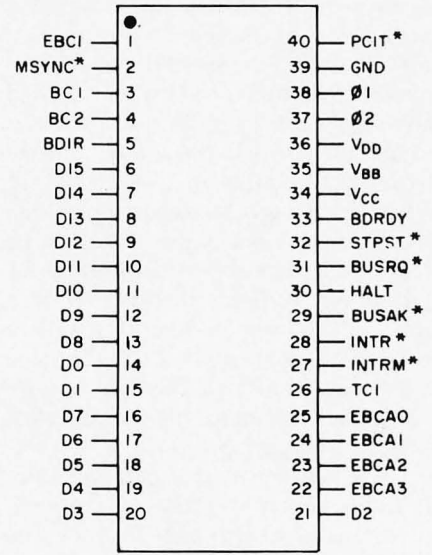 EBCI 1 40 PCIT*
MSYNC* 2 39 GND
BC1 3 38 Ø1
BC2 4 37 Ø2
BDIR 5 36 VDD
D15 6 35 VBB
D14 7 34 VCC
D13 8 33 BDRDY
D12 9 32 STPST*
D11 10 31 BUSRQ*
D10 11 30 HALT
D9 12 29 BUSAK*
D8 13 28 INTR*
D0 14 27 INTRM*
D1 15 26 TCI
D7 16 25 EBCA0
D6 17 24 EBCA1
D5 18 23 EBCA2
D4 19 22 EBCA3
D3 20 21 D2